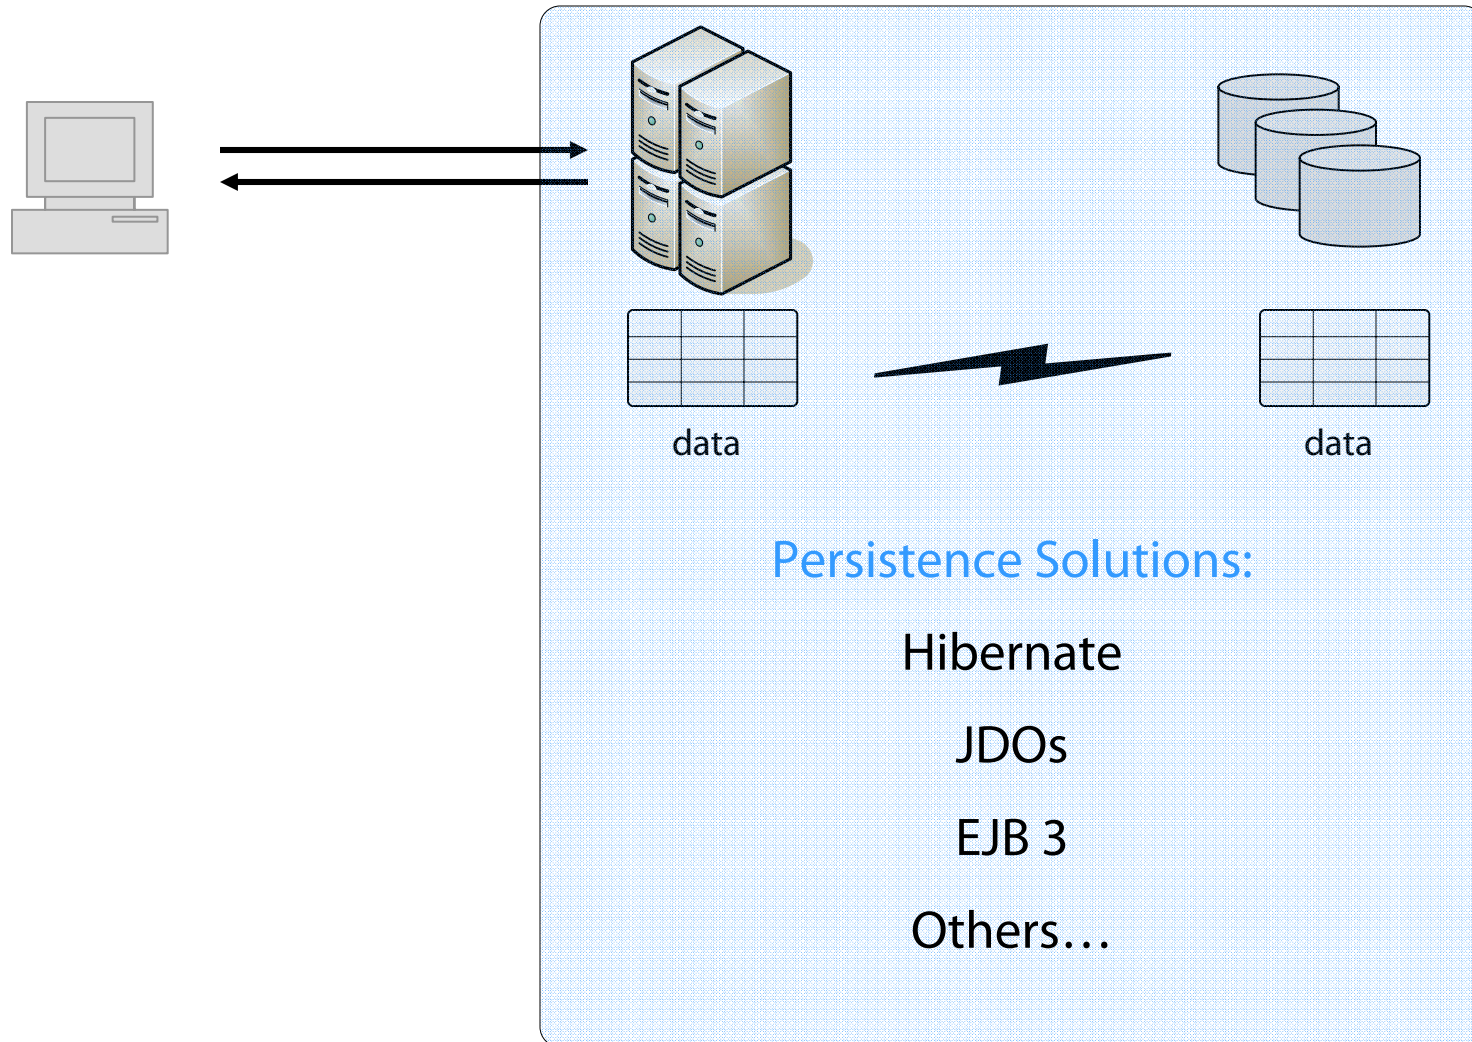 data
data
Persistence Solutions:
Hibernate
JDOs
EJB 3
Others…